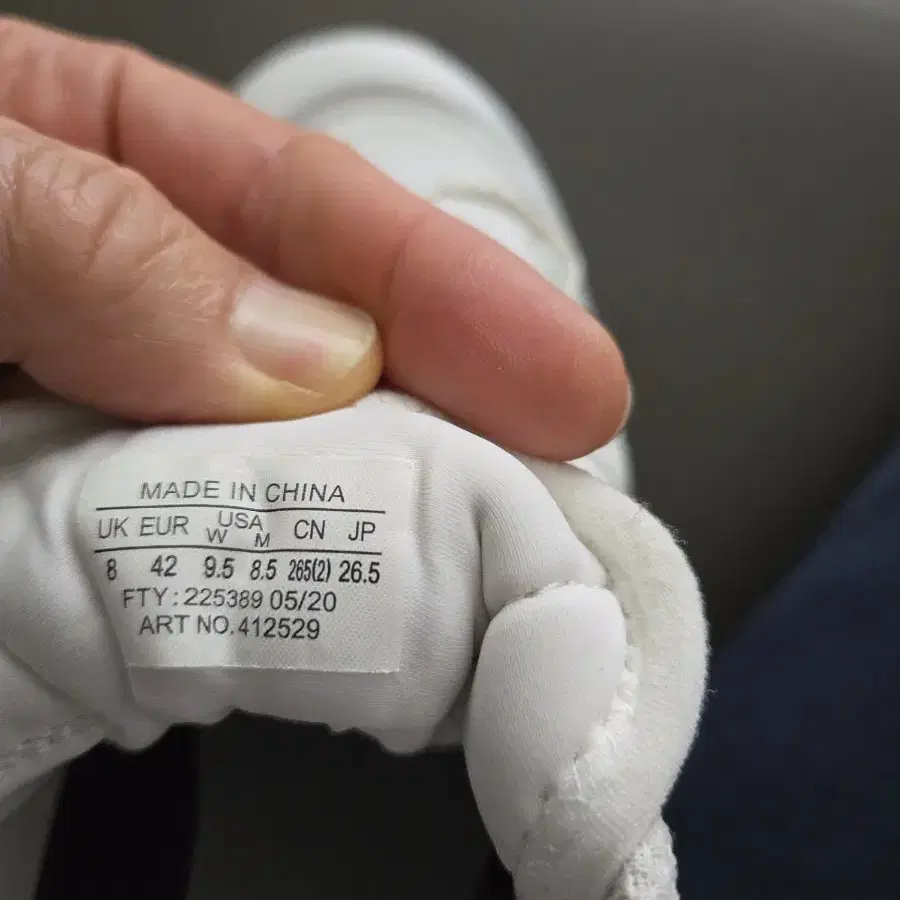 MADE IN CHINA
UK EUR USA W M CN JP
8 42 9.5 8.5 265(2) 26.5
FTY: 225389 05/20
ART NO. 412529